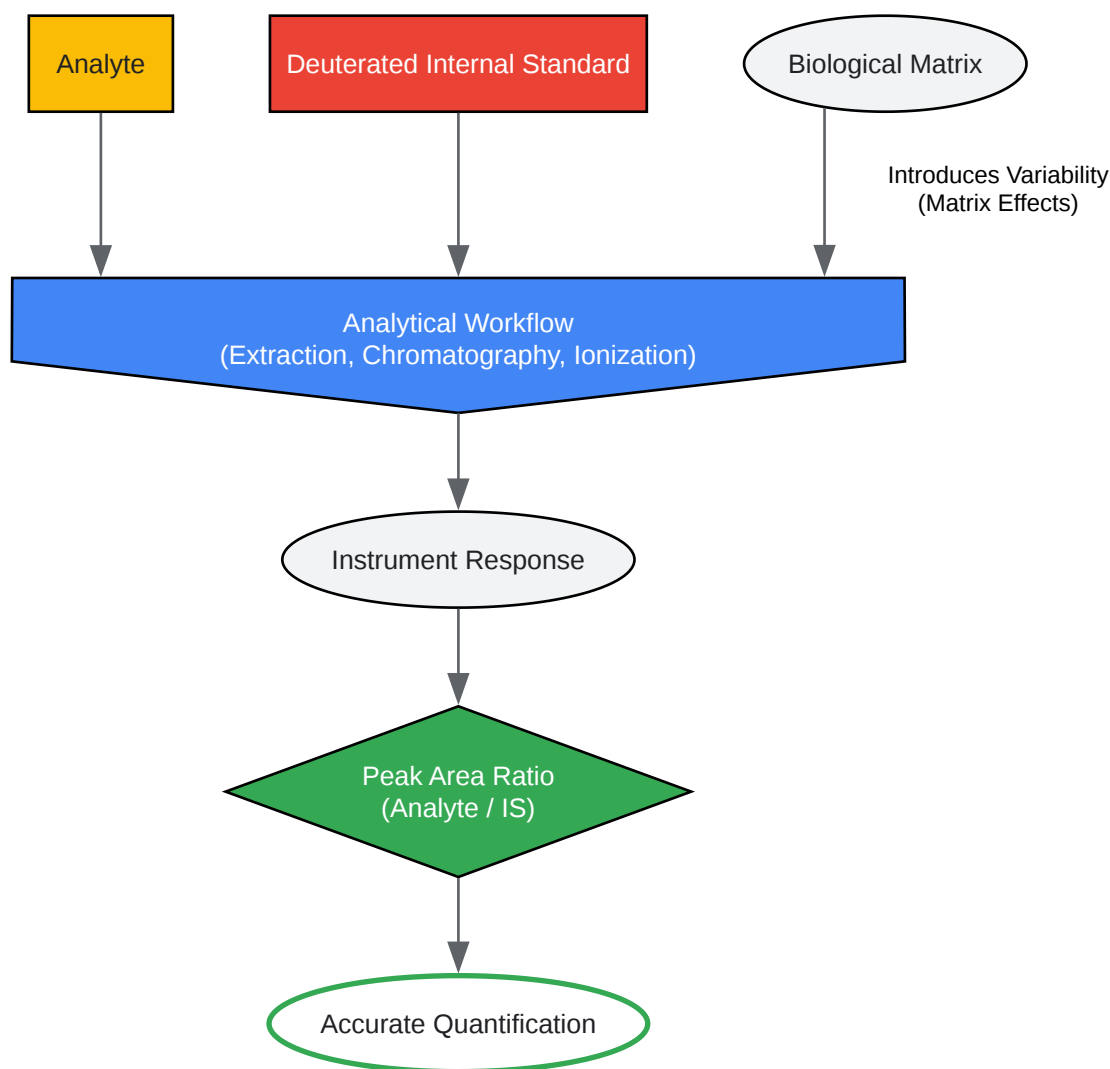 Analyte
Deuterated Internal Standard
Biological Matrix
Introduces Variability
(Matrix Effects)
Analytical Workflow
(Extraction, Chromatography, Ionization)
Instrument Response
Peak Area Ratio
(Analyte / IS)
Accurate Quantification